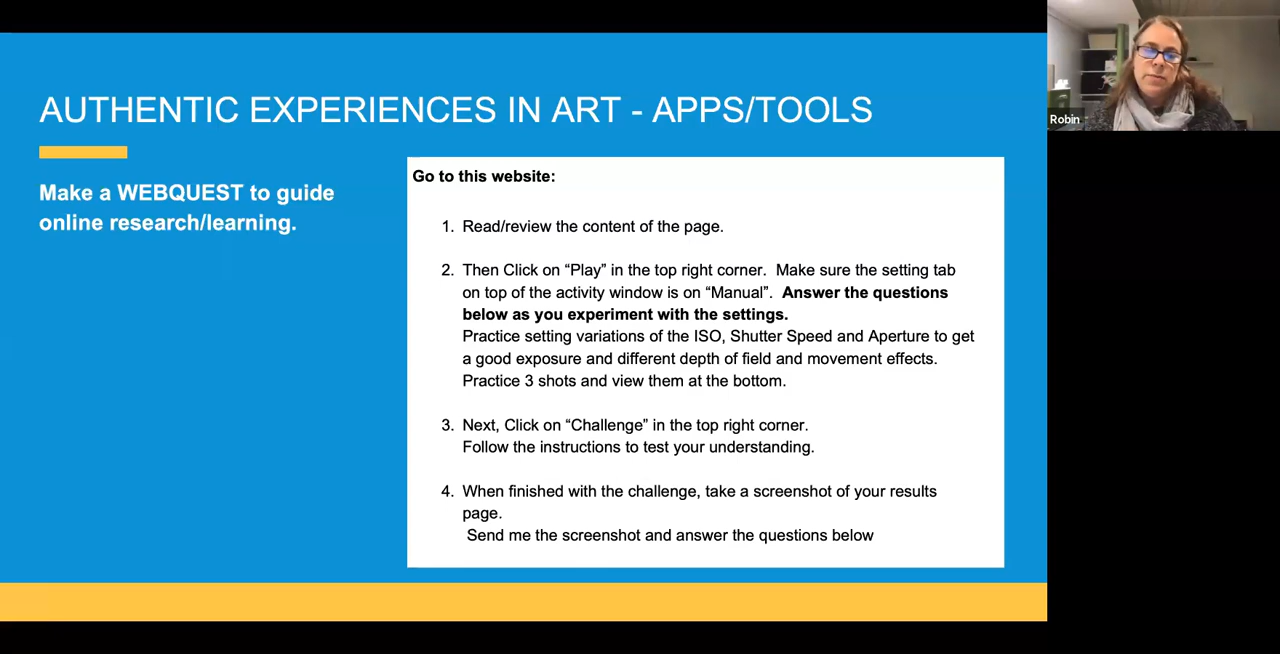 AUTHENTIC EXPERIENCES IN ART - APPS/TOOLS
Make a WEBQUEST to guide
online research/learning.
Go to this website:
1. Read/review the content of the page.
2. Then Click on “Play” in the top right corner. Make sure the setting tab
on top of the activity window is on “Manual”. Answer the questions
below as you experiment with the settings.
Practice setting variations of the ISO, Shutter Speed and Aperture to get
a good exposure and different depth of field and movement effects.
Practice 3 shots and view them at the bottom.
3. Next, Click on “Challenge” in the top right corner.
Follow the instructions to test your understanding.
4. When finished with the challenge, take a screenshot of your results
page.
Send me the screenshot and answer the questions below
Robin